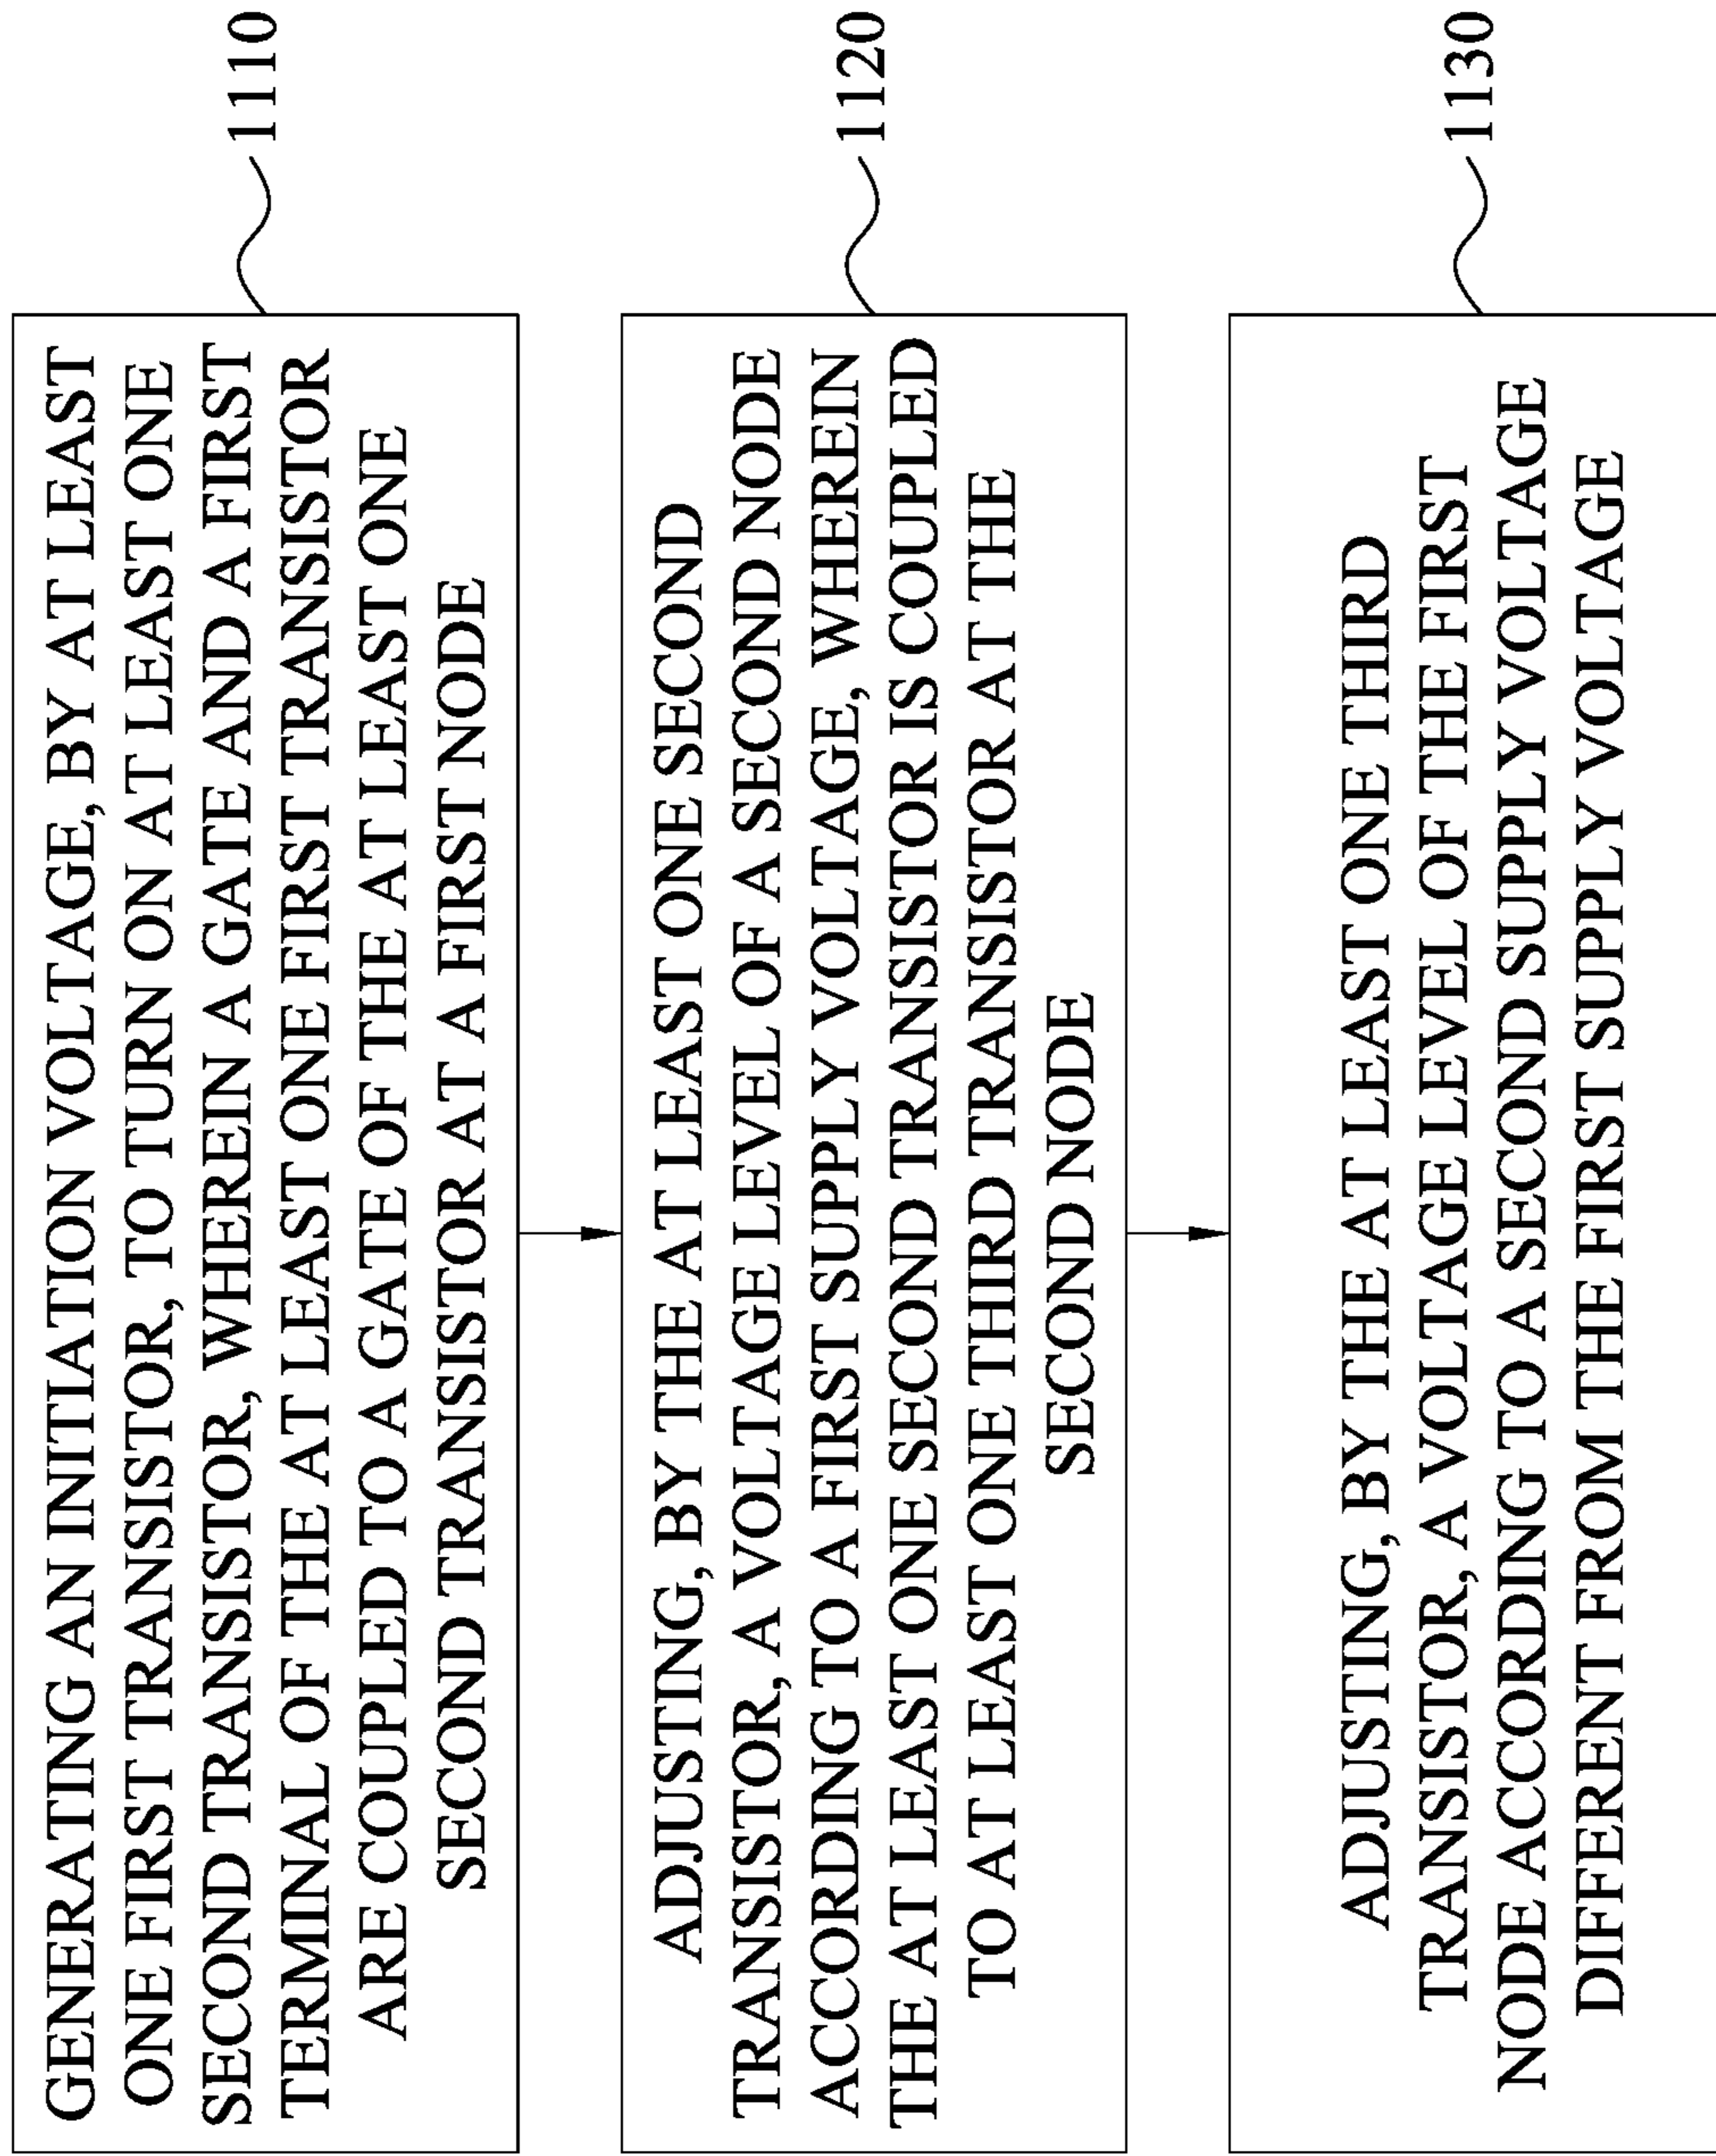 GENERATING AN INITIATION VOLTAGE, BY AT LEAST
ONE FIRST TRANSISTOR, TO TURN ON AT LEAST ONE
SECOND TRANSISTOR, WHEREIN A GATE AND A FIRST
TERMINAL OF THE AT LEAST ONE FIRST TRANSISTOR
ARE COUPLED TO A GATE OF THE AT LEAST ONE
SECOND TRANSISTOR AT A FIRST NODE
1110
ADJUSTING, BY THE AT LEAST ONE SECOND
TRANSISTOR, A VOLTAGE LEVEL OF A SECOND NODE
ACCORDING TO A FIRST SUPPLY VOLTAGE, WHEREIN
THE AT LEAST ONE SECOND TRANSISTOR IS COUPLED
TO AT LEAST ONE THIRD TRANSISTOR AT THE
SECOND NODE
1120
ADJUSTING, BY THE AT LEAST ONE THIRD
TRANSISTOR, A VOLTAGE LEVEL OF THE FIRST
NODE ACCORDING TO A SECOND SUPPLY VOLTAGE
DIFFERENT FROM THE FIRST SUPPLY VOLTAGE
1130